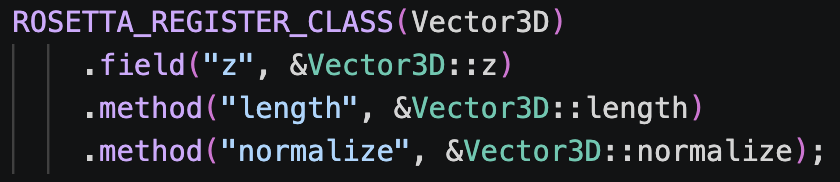 ROSETTA_REGISTER_CLASS(Vector3D)
.field("z", &Vector3D::z)
.method("length", &Vector3D::length)
.method("normalize", &Vector3D::normalize);